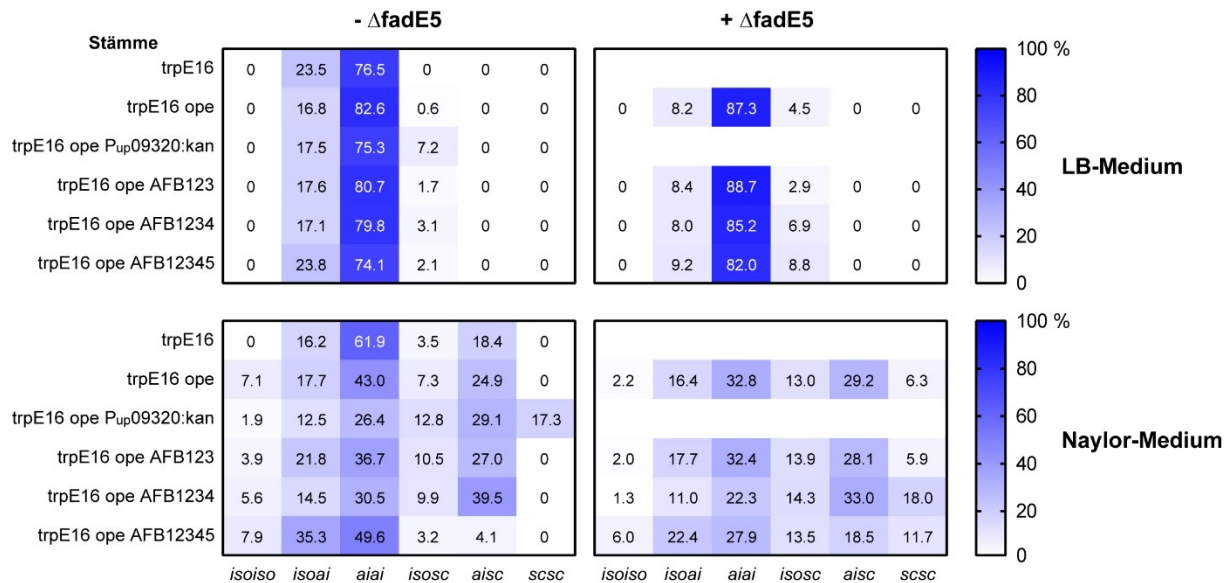 - ΔfadE5
+ ΔfadE5
Stämme
trpE16 0 23.5 76.5 0 0 0
trpE16 ope 0 16.8 82.6 0.6 0 0 0 8.2 87.3 4.5 0 0
trpE16 ope Pup09320:kan 0 17.5 75.3 7.2 0 0
trpE16 ope AFB123 0 17.6 80.7 1.7 0 0 0 8.4 88.7 2.9 0 0
trpE16 ope AFB1234 0 17.1 79.8 3.1 0 0 0 8.0 85.2 6.9 0 0
trpE16 ope AFB12345 0 23.8 74.1 2.1 0 0 0 9.2 82.0 8.8 0 0
100 %
80
60
40
20
0
LB-Medium
trpE16 0 16.2 61.9 3.5 18.4 0
trpE16 ope 7.1 17.7 43.0 7.3 24.9 0 2.2 16.4 32.8 13.0 29.2 6.3
trpE16 ope Pup09320:kan 1.9 12.5 26.4 12.8 29.1 17.3
trpE16 ope AFB123 3.9 21.8 36.7 10.5 27.0 0 2.0 17.7 32.4 13.9 28.1 5.9
trpE16 ope AFB1234 5.6 14.5 30.5 9.9 39.5 0 1.3 11.0 22.3 14.3 33.0 18.0
trpE16 ope AFB12345 7.9 35.3 49.6 3.2 4.1 0 6.0 22.4 27.9 13.5 18.5 11.7
100 %
80
60
40
20
0
Naylor-Medium
isoiso isoai aiai isosc aisc scsc isoiso isoai aiai isosc aisc scsc